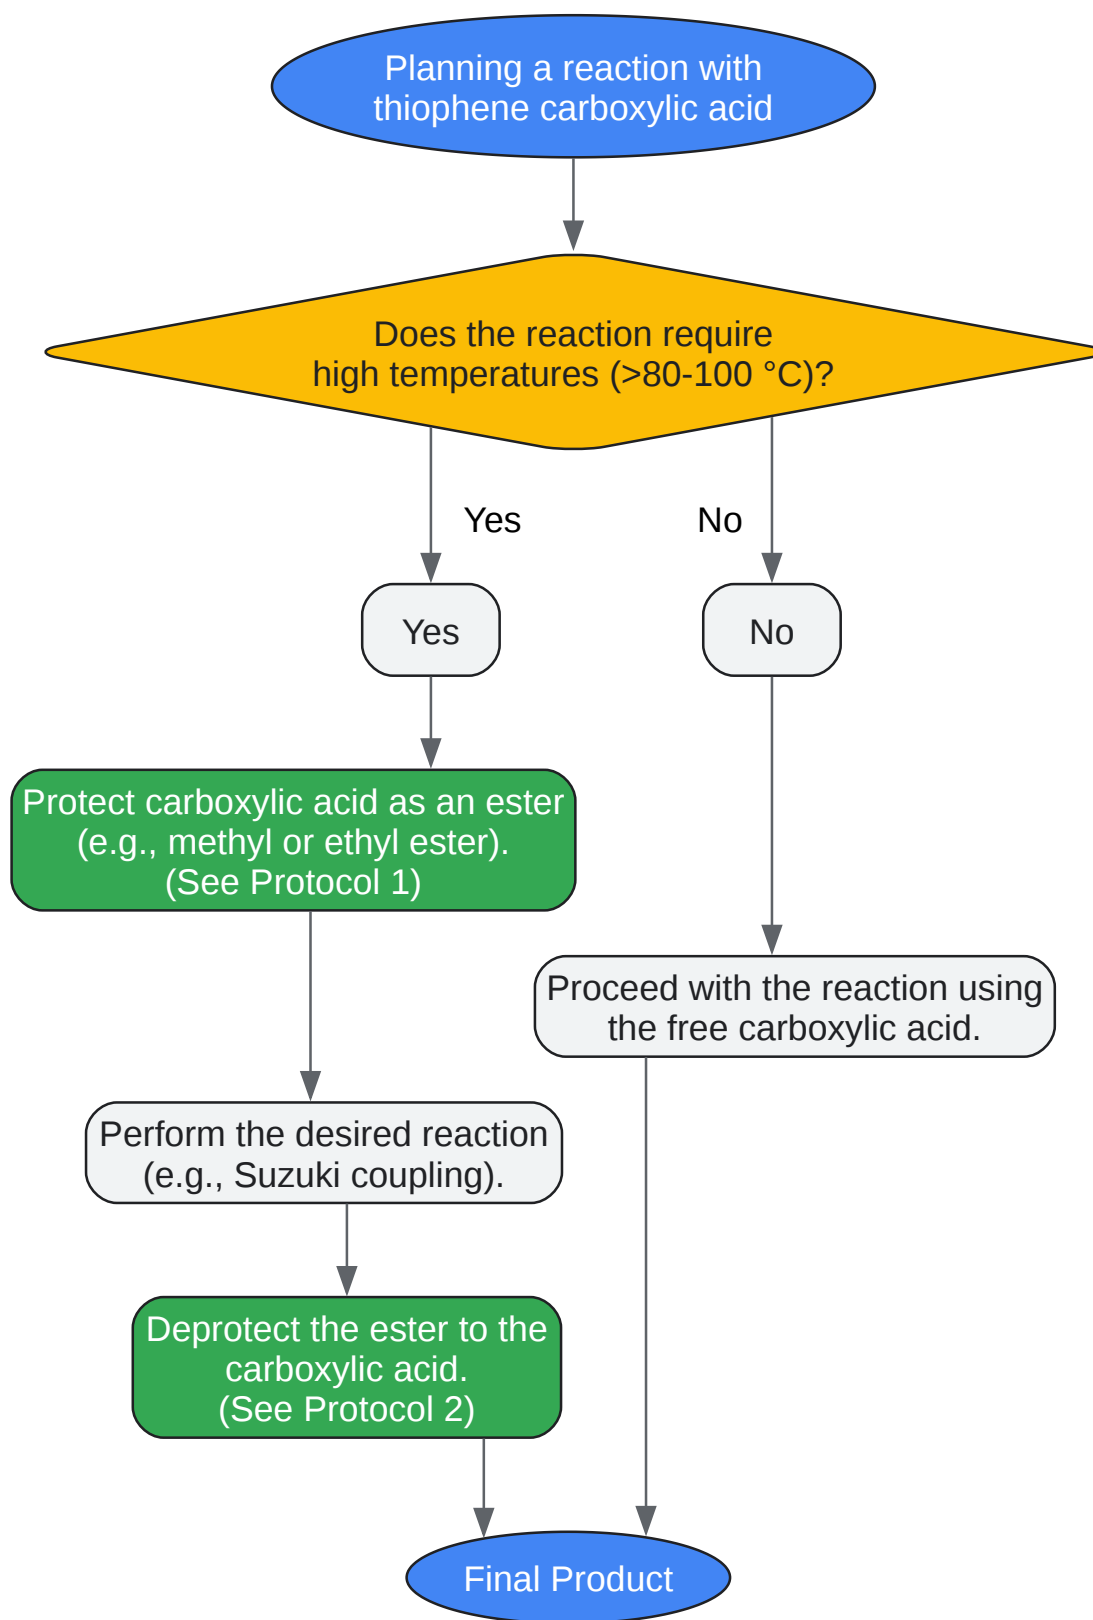 Planning a reaction with
thiophene carboxylic acid
Does the reaction require
high temperatures (>80-100 °C)?
Yes
No
Yes
No
Protect carboxylic acid as an ester
(e.g., methyl or ethyl ester).
(See Protocol 1)
Proceed with the reaction using
the free carboxylic acid.
Perform the desired reaction
(e.g., Suzuki coupling).
Deprotect the ester to the
carboxylic acid.
(See Protocol 2)
Final Product